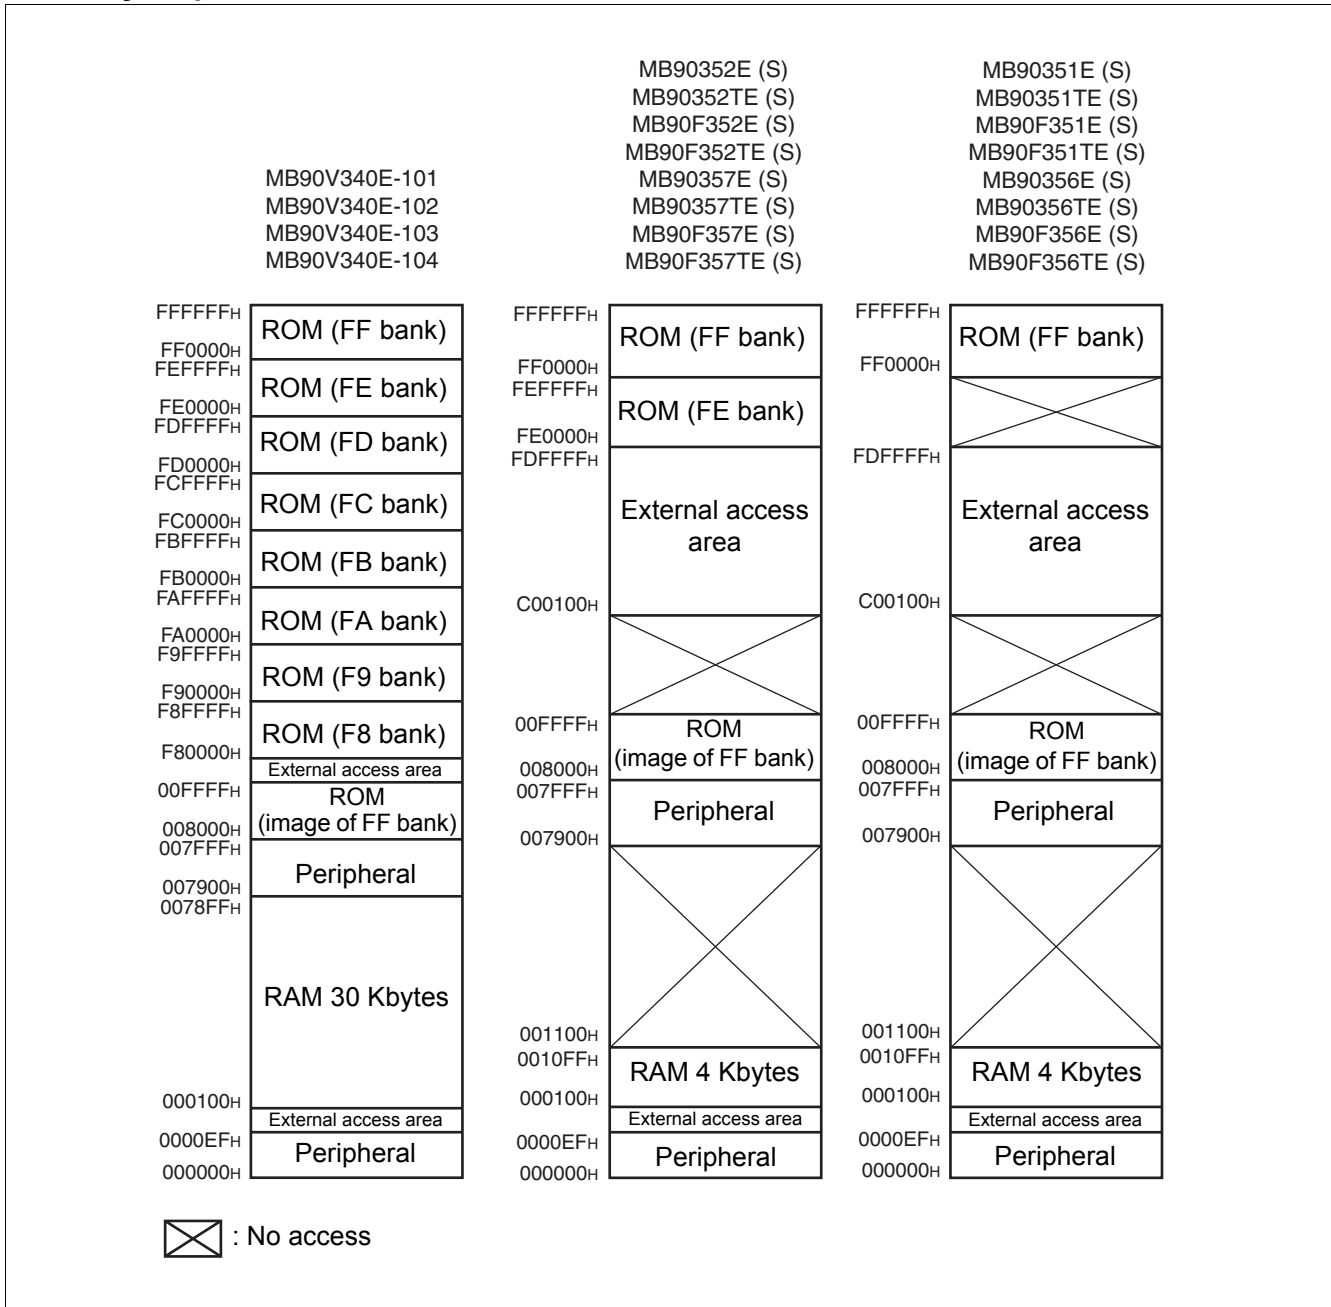 MB90V340E-101
MB90V340E-102
MB90V340E-103
MB90V340E-104
FFFFFFH
ROM (FF bank)
FF0000H
FEFFFFH
ROM (FE bank)
FE0000H
FDFFFFH
ROM (FD bank)
FD0000H
FCFFFFH
ROM (FC bank)
FC0000H
FBFFFFH
ROM (FB bank)
FB0000H
FAFFFFH
ROM (FA bank)
FA0000H
F9FFFFH
ROM (F9 bank)
F90000H
F8FFFFH
ROM (F8 bank)
F80000H
External access area
00FFFFH
ROM
(image of FF bank)
008000H
007FFFH
Peripheral
007900H
0078FFH
RAM 30 Kbytes
000100H
External access area
0000EFH
Peripheral
000000H
MB90352E (S)
MB90352TE (S)
MB90F352E (S)
MB90F352TE (S)
MB90357E (S)
MB90357TE (S)
MB90F357E (S)
MB90F357TE (S)
FFFFFFH
ROM (FF bank)
FF0000H
FEFFFFH
ROM (FE bank)
FE0000H
FDFFFFH
External access
area
C00100H
00FFFFH
ROM
(image of FF bank)
008000H
007FFFH
Peripheral
007900H
001100H
0010FFH
RAM 4 Kbytes
000100H
External access area
0000EFH
Peripheral
000000H
MB90351E (S)
MB90351TE (S)
MB90F351E (S)
MB90F351TE (S)
MB90356E (S)
MB90356TE (S)
MB90F356E (S)
MB90F356TE (S)
FFFFFFH
ROM (FF bank)
FF0000H
FDFFFFH
External access
area
C00100H
00FFFFH
ROM
(image of FF bank)
008000H
007FFFH
Peripheral
007900H
001100H
0010FFH
RAM 4 Kbytes
000100H
External access area
0000EFH
Peripheral
000000H
: No access